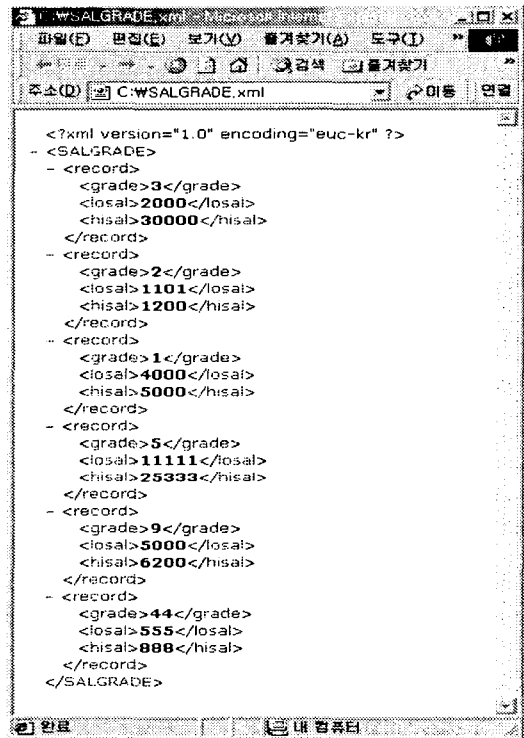 C:₩SALGRADE.xml - Microsoft Intern
파일(F) 편집(E) 보기(V) 즐겨찾기(A) 도구(T) »
검색 즐겨찾기 »
주소(D) C:₩SALGRADE.xml 이동 연결
<?xml version="1.0" encoding="euc-kr" ?>
- <SALGRADE>
- <record>
<grade>3</grade>
<losal>2000</losal>
<hisal>30000</hisal>
</record>
- <record>
<grade>2</grade>
<losal>1101</losal>
<hisal>1200</hisal>
</record>
- <record>
<grade>1</grade>
<losal>4000</losal>
<hisal>5000</hisal>
</record>
- <record>
<grade>5</grade>
<losal>11111</losal>
<hisal>25333</hisal>
</record>
- <record>
<grade>9</grade>
<losal>5000</losal>
<hisal>6200</hisal>
</record>
- <record>
<grade>44</grade>
<losal>555</losal>
<hisal>888</hisal>
</record>
</SALGRADE>
완료 내 컴퓨터